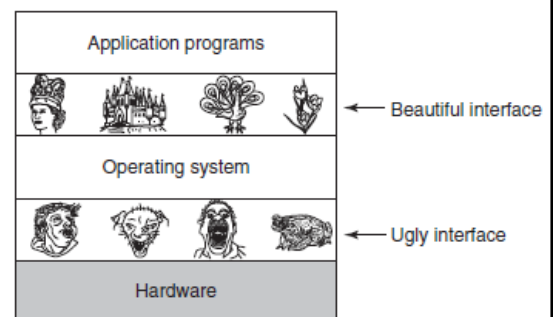 Application programs
Beautiful interface
Operating system
Ugly interface
Hardware